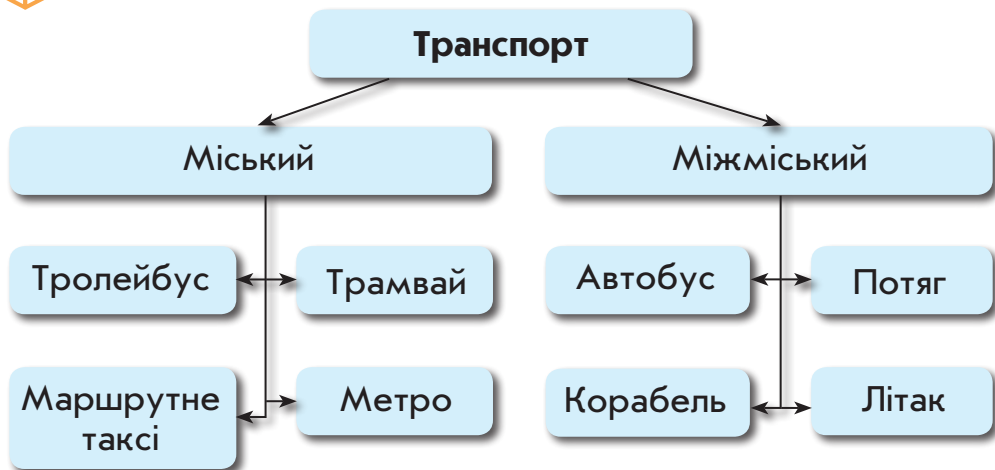 Транспорт
Міський
Міжміський
Тролейбус
Трамвай
Автобус
Потяг
Маршрутне
таксі
Метро
Корабель
Літак